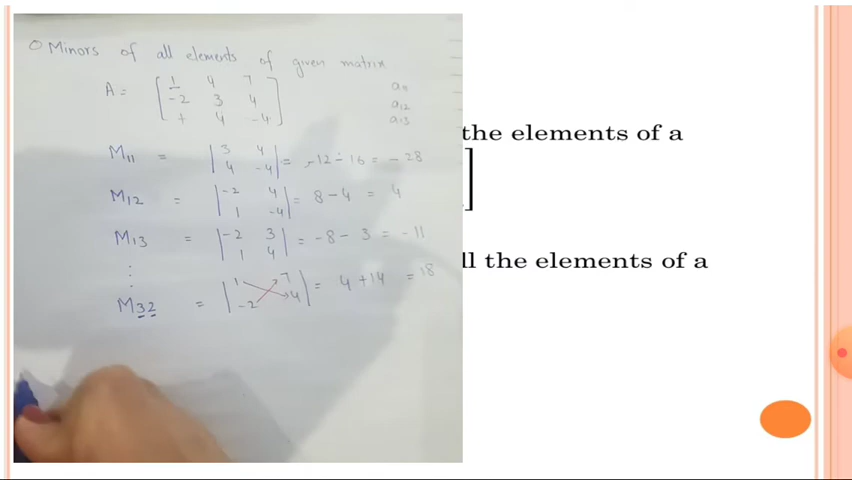 Minors of all elements of given matrix
A = [ 1 4 7
-2 3 4
1 4 -4 ]
a11
a12
a13
M11 = | 3 4
4 -4 | = -12 - 16 = -28
M12 = | -2 4
1 -4 | = 8 - 4 = 4
M13 = | -2 3
1 4 | = -8 - 3 = -11
⋮
M32 = | 1 7
-2 4 | = 4 + 14 = 18
the elements of a
]
ll the elements of a